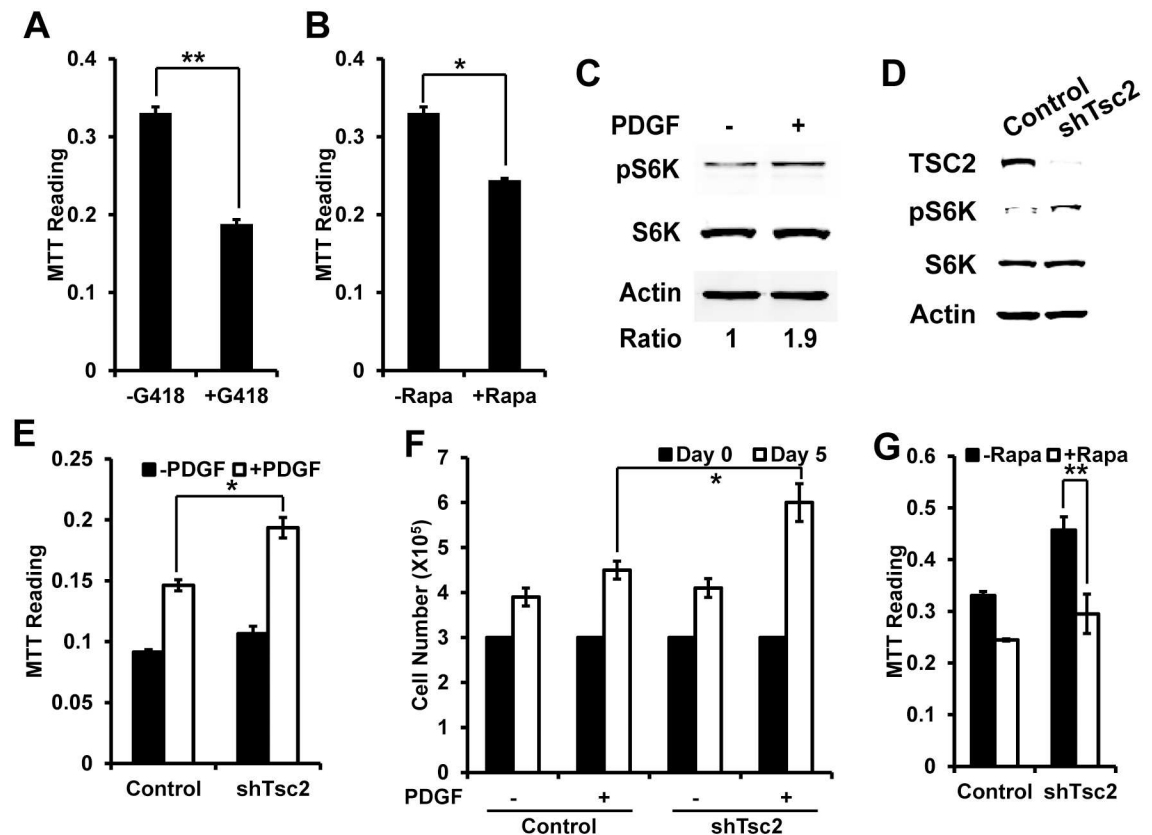 A
0.4
0.3
0.2
0.1
0
MTT Reading
**
-G418 +G418
B
0.4
0.3
0.2
0.1
0
MTT Reading
*
-Rapa +Rapa
C
PDGF - +
pS6K
S6K
Actin
Ratio 1 1.9
D
Control shTsc2
TSC2
pS6K
S6K
Actin
E
0.25
0.2
0.15
0.1
0.05
0
MTT Reading
-PDGF +PDGF
*
Control shTsc2
F
7
6
5
4
3
2
1
0
Cell Number (X10⁵)
Day 0 Day 5
*
PDGF - + - +
Control shTsc2
G
0.6
0.5
0.4
0.3
0.2
0.1
0
MTT Reading
-Rapa +Rapa
**
Control shTsc2